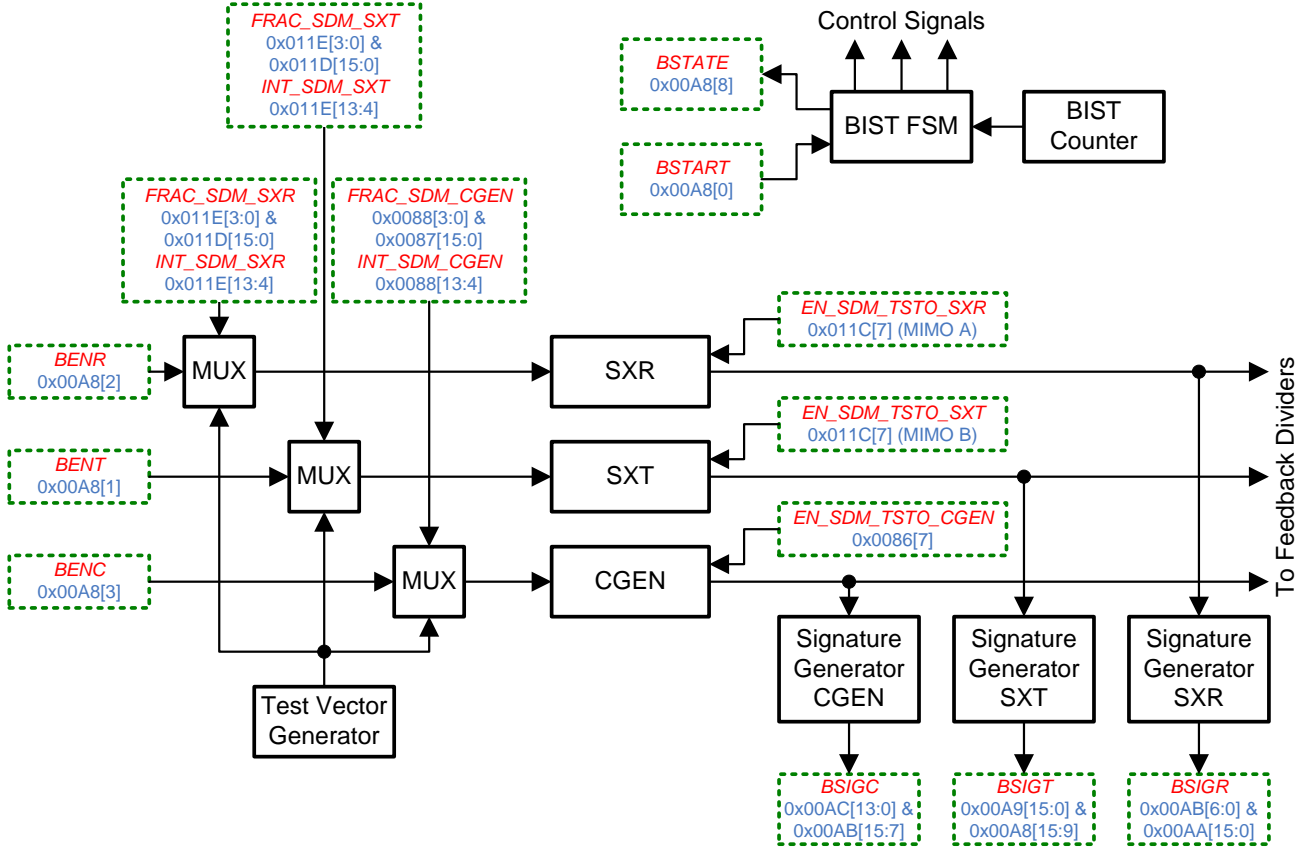 FRAC_SDM_SXT
0x011E[3:0] &
0x011D[15:0]
INT_SDM_SXT
0x011E[13:4]
Control Signals
BSTATE
0x00A8[8]
BIST FSM
BIST
Counter
BSTART
0x00A8[0]
FRAC_SDM_SXR
0x011E[3:0] &
0x011D[15:0]
INT_SDM_SXR
0x011E[13:4]
FRAC_SDM_CGEN
0x0088[3:0] &
0x0087[15:0]
INT_SDM_CGEN
0x0088[13:4]
EN_SDM_TSTO_SXR
0x011C[7] (MIMO A)
BENR
0x00A8[2]
MUX
SXR
EN_SDM_TSTO_SXT
0x011C[7] (MIMO B)
BENT
0x00A8[1]
MUX
SXT
EN_SDM_TSTO_CGEN
0x0086[7]
BENC
0x00A8[3]
MUX
CGEN
To Feedback Dividers
Test Vector
Generator
Signature
Generator
CGEN
Signature
Generator
SXT
Signature
Generator
SXR
BSIGC
0x00AC[13:0] &
0x00AB[15:7]
BSIGT
0x00A9[15:0] &
0x00A8[15:9]
BSIGR
0x00AB[6:0] &
0x00AA[15:0]